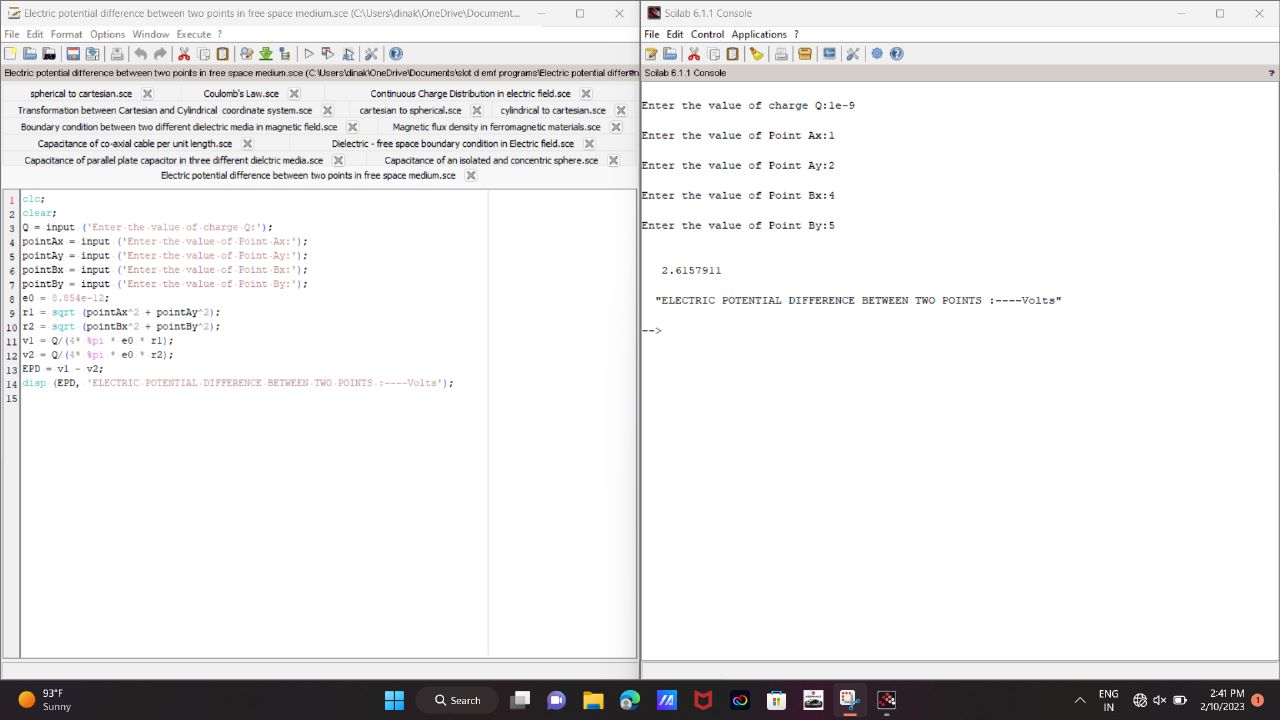 Electric potential difference between two points in free space medium.sce (C:\Users\dinak\OneDrive\Document...
File Edit Format Options Window Execute ?
Electric potential difference between two points in free space medium.sce (C:\Users\dinak\OneDrive\Documents\slot d emf programs\Electric potential differen
?
spherical to cartesian.sce Coulomb's Law.sce Continuous Charge Distribution in electric field.sce
Transformation between Cartesian and Cylindrical coordinate system.sce cartesian to spherical.sce cylindrical to cartesian.sce
Boundary condition between two different dielectric media in magnetic field.sce Magnetic flux density in ferromagnetic materials.sce
Capacitance of co-axial cable per unit length.sce Dielectric - free space boundary condition in Electric field.sce
Capacitance of parallel plate capacitor in three different dielctric media.sce Capacitance of an isolated and concentric sphere.sce
Electric potential difference between two points in free space medium.sce
1 clc;
2 clear;
3 Q = input ('Enter the value of charge Q:');
4 pointAx = input ('Enter the value of Point Ax:');
5 pointAy = input ('Enter the value of Point Ay:');
6 pointBx = input ('Enter the value of Point Bx:');
7 pointBy = input ('Enter the value of Point By:');
8 e0 = 8.854e-12;
9 r1 = sqrt (pointAx^2 + pointAy^2);
10 r2 = sqrt (pointBx^2 + pointBy^2);
11 v1 = Q/(4* %pi * e0 * r1);
12 v2 = Q/(4* %pi * e0 * r2);
13 EPD = v1 - v2;
14 disp (EPD, 'ELECTRIC POTENTIAL DIFFERENCE BETWEEN TWO POINTS :----Volts');
15
Scilab 6.1.1 Console
File Edit Control Applications ?
Scilab 6.1.1 Console ?
Enter the value of charge Q:1e-9
Enter the value of Point Ax:1
Enter the value of Point Ay:2
Enter the value of Point Bx:4
Enter the value of Point By:5
2.6157911
"ELECTRIC POTENTIAL DIFFERENCE BETWEEN TWO POINTS :----Volts"
-->
93°F
Sunny
Search
ENG
IN
2:41 PM
2/10/2023
1